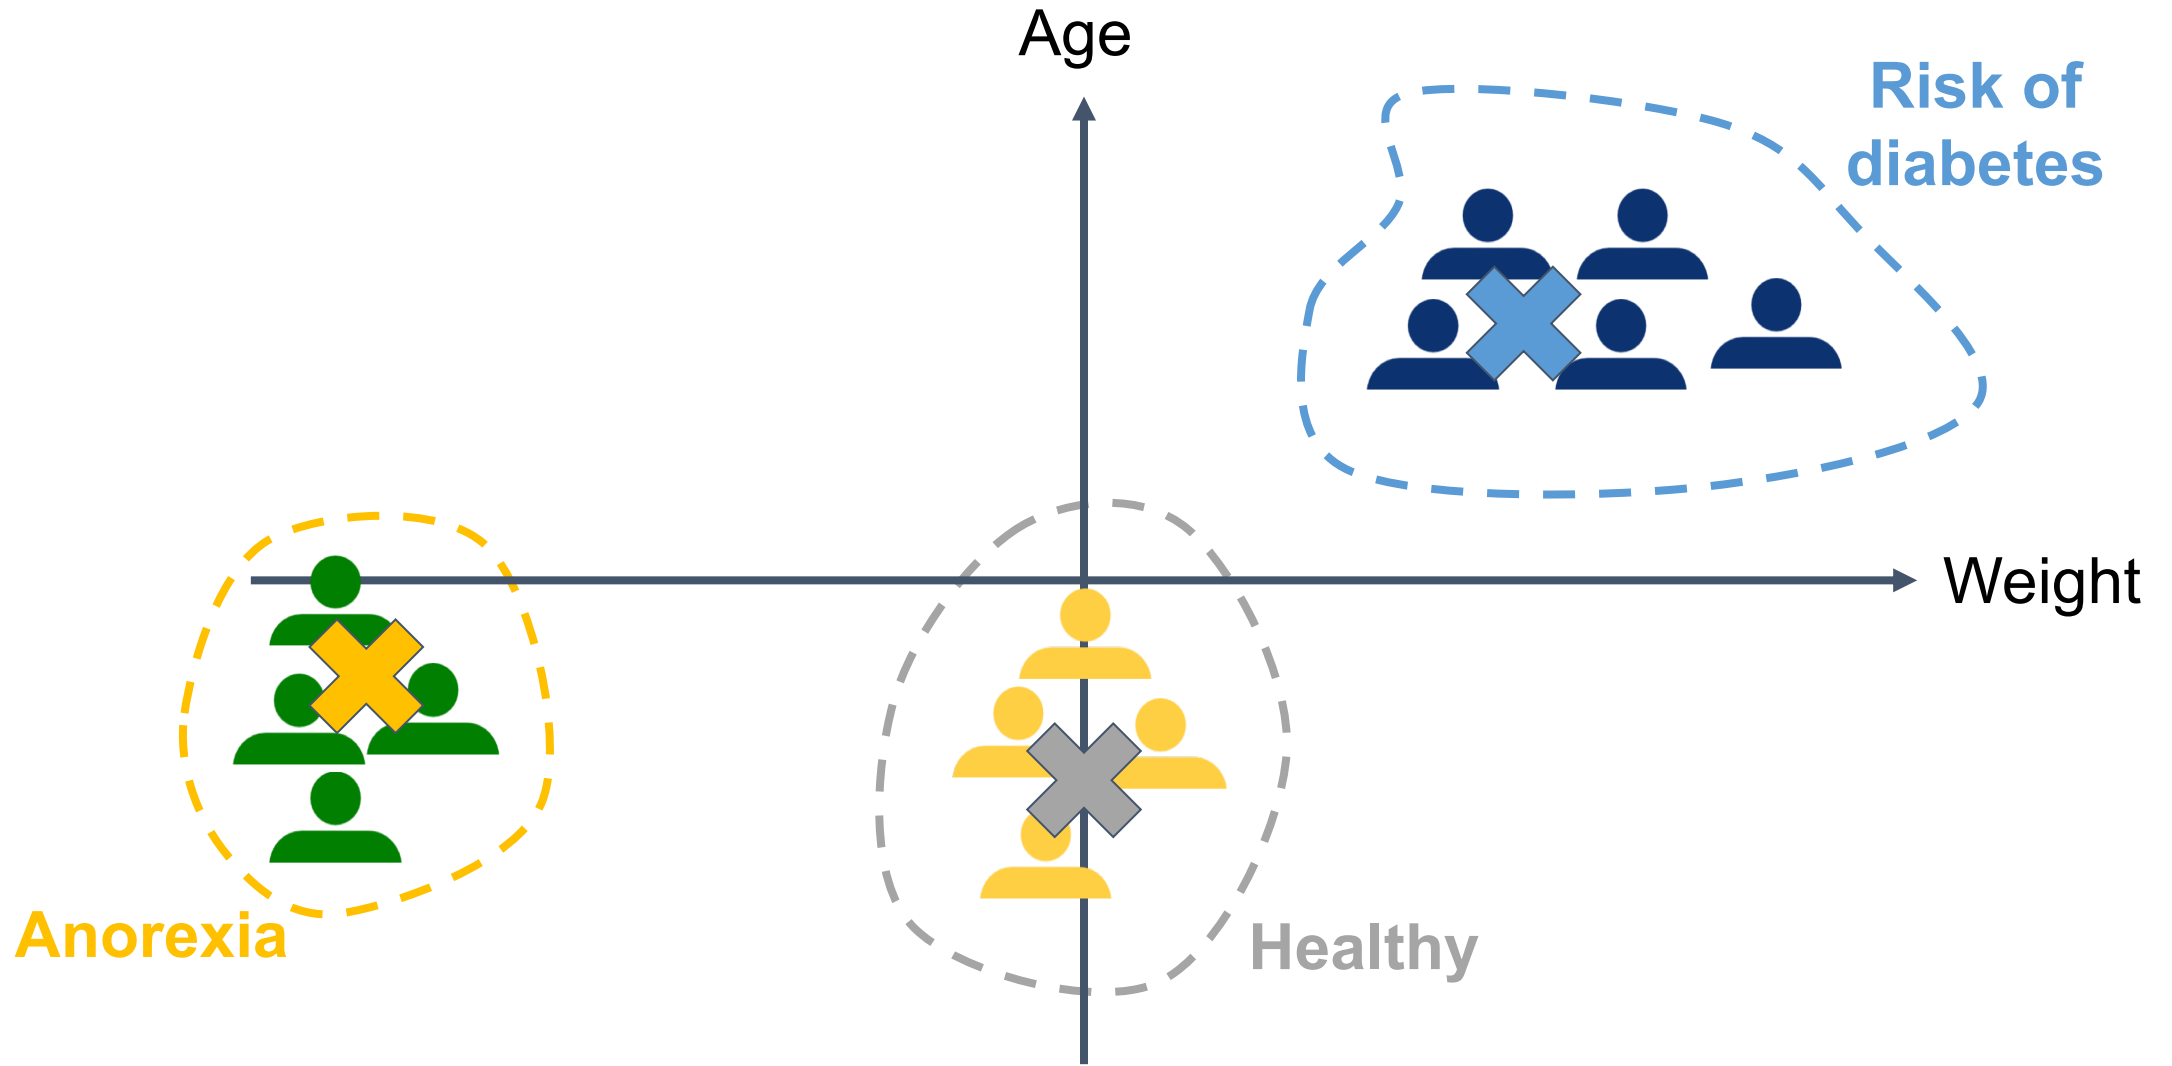 Age
Risk of
diabetes
Weight
Anorexia
Healthy